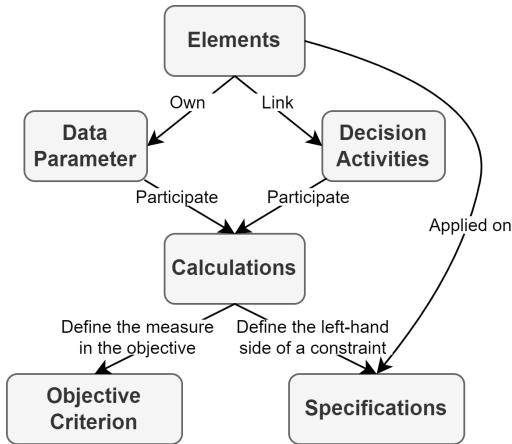 Elements
Own
Link
Data
Parameter
Decision
Activities
Participate
Participate
Applied on
Calculations
Define the measure
in the objective
Define the left-hand
side of a constraint
Objective
Criterion
Specifications